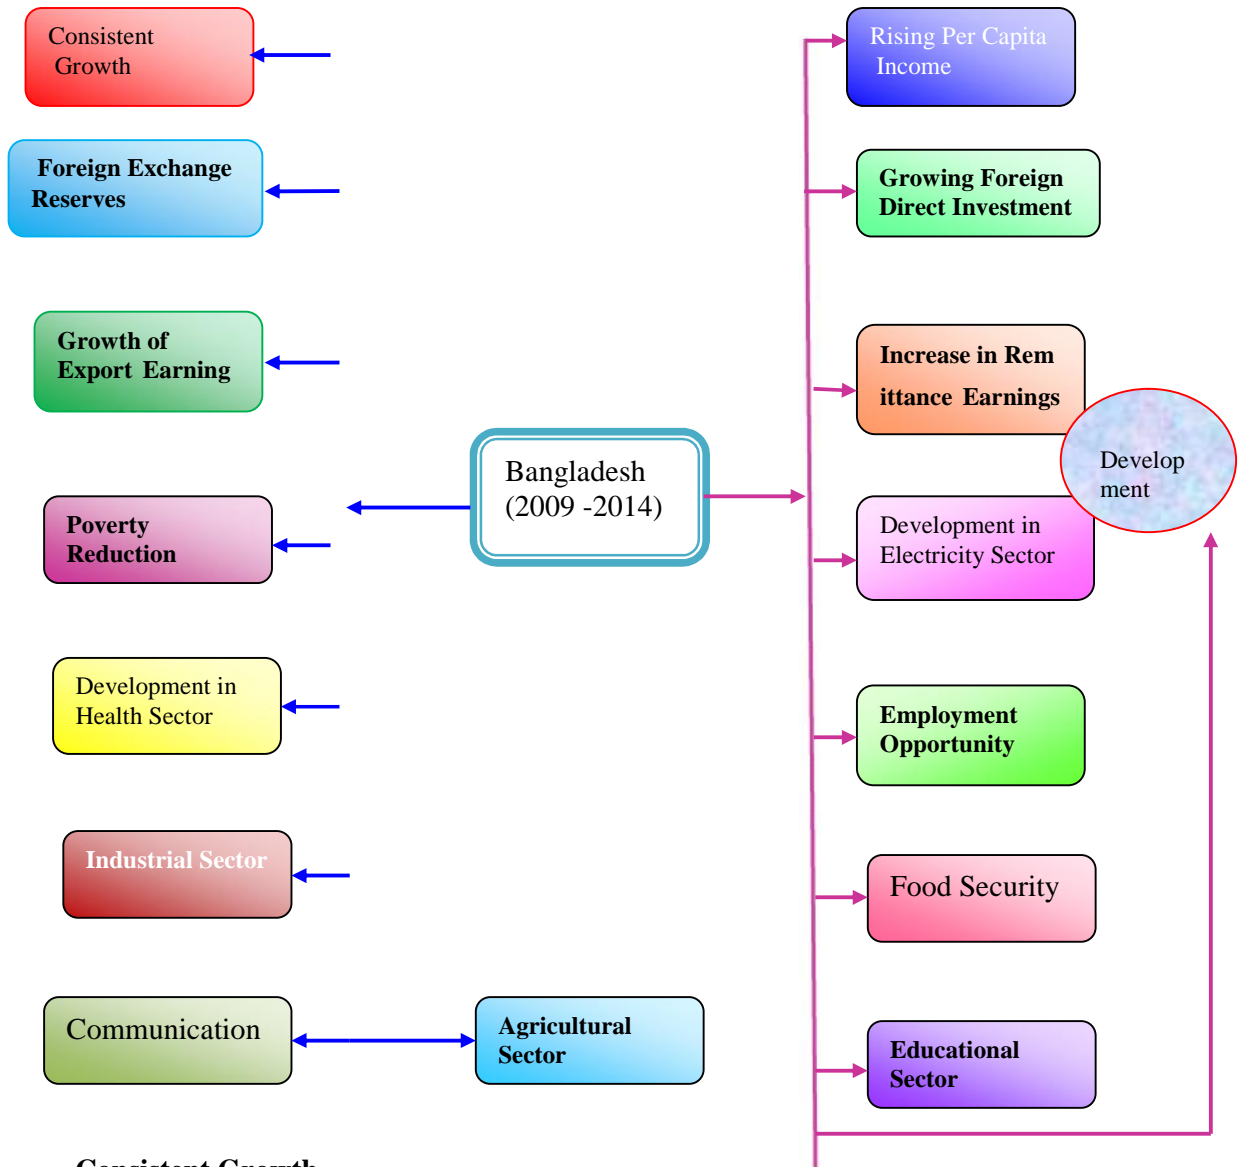 Consistent
Growth
Rising Per Capita
Income
Foreign Exchange
Reserves
Growing Foreign
Direct Investment
Growth of
Export Earning
Increase in Rem
ittance Earnings
Develop
ment
Bangladesh
(2009 -2014)
Poverty
Reduction
Development in
Electricity Sector
Development in
Health Sector
Employment
Opportunity
Industrial Sector
Food Security
Communication
Agricultural
Sector
Educational
Sector
Consistent Growth